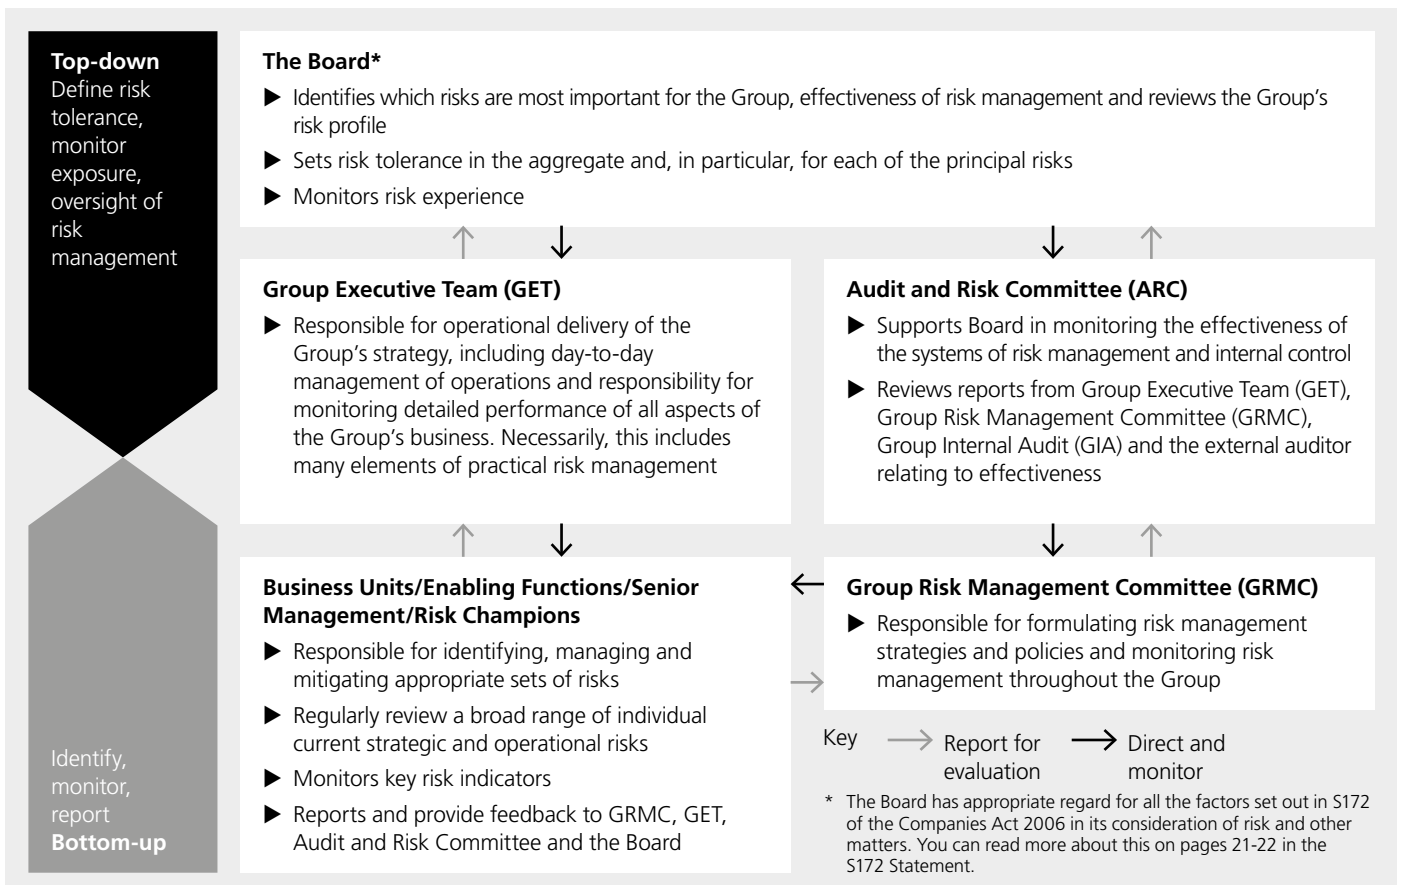 Top-down
Define risk
tolerance,
monitor
exposure,
oversight of
risk
management
The Board*
▶ Identifies which risks are most important for the Group, effectiveness of risk management and reviews the Group’s
risk profile
▶ Sets risk tolerance in the aggregate and, in particular, for each of the principal risks
▶ Monitors risk experience
Group Executive Team (GET)
▶ Responsible for operational delivery of the
Group’s strategy, including day-to-day
management of operations and responsibility for
monitoring detailed performance of all aspects of
the Group’s business. Necessarily, this includes
many elements of practical risk management
Audit and Risk Committee (ARC)
▶ Supports Board in monitoring the effectiveness of
the systems of risk management and internal control
▶ Reviews reports from Group Executive Team (GET),
Group Risk Management Committee (GRMC),
Group Internal Audit (GIA) and the external auditor
relating to effectiveness
Identify,
monitor,
report
Bottom-up
Business Units/Enabling Functions/Senior
Management/Risk Champions
▶ Responsible for identifying, managing and
mitigating appropriate sets of risks
▶ Regularly review a broad range of individual
current strategic and operational risks
▶ Monitors key risk indicators
▶ Reports and provide feedback to GRMC, GET,
Audit and Risk Committee and the Board
Group Risk Management Committee (GRMC)
▶ Responsible for formulating risk management
strategies and policies and monitoring risk
management throughout the Group
Key
Report for
evaluation
Direct and
monitor
* The Board has appropriate regard for all the factors set out in S172
of the Companies Act 2006 in its consideration of risk and other
matters. You can read more about this on pages 21-22 in the
S172 Statement.